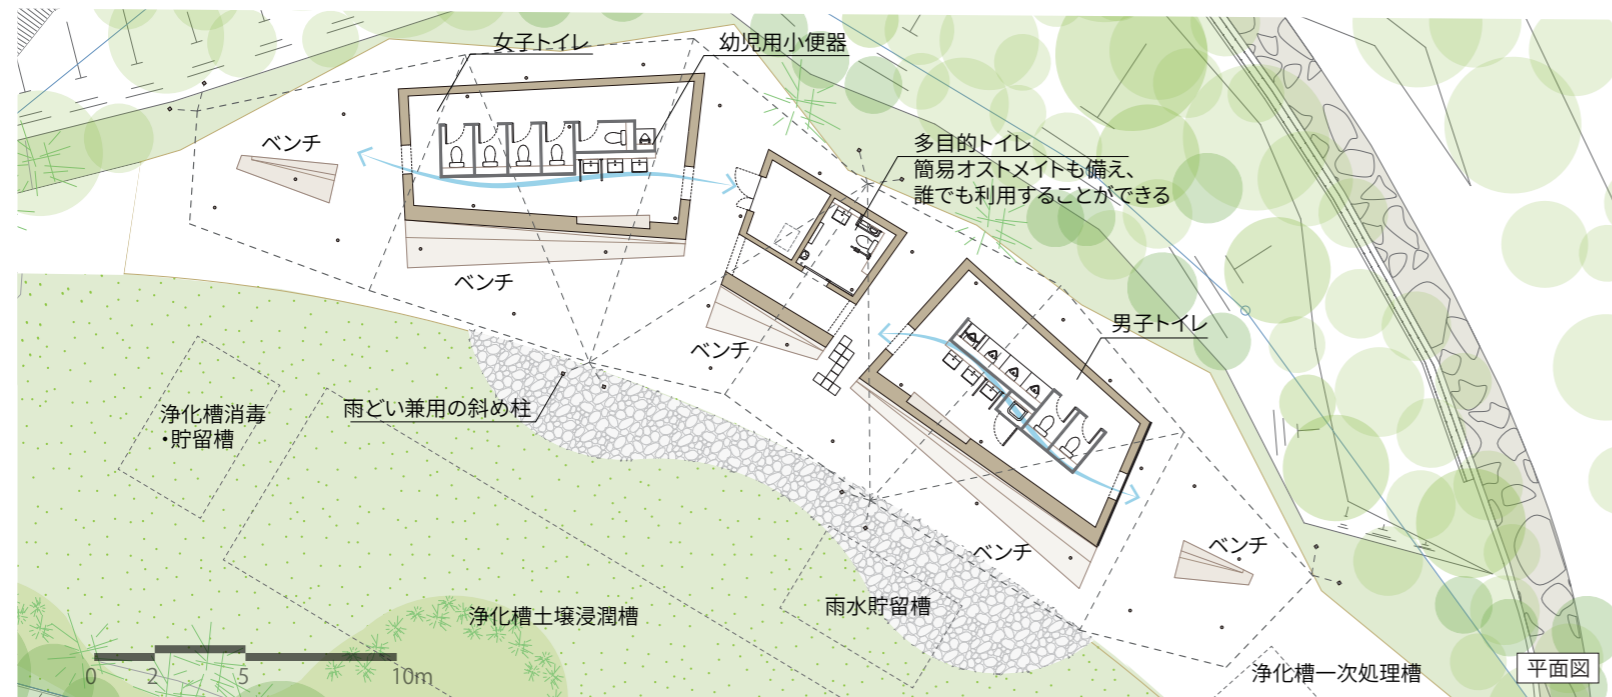 女子トイレ
幼児用小便器
ベンチ
多目的トイレ
簡易オストメイトも備え、
誰でも利用することができる
ベンチ
男子トイレ
ベンチ
雨どい兼用の斜め柱
浄化槽消毒
・貯留槽
ベンチ
ベンチ
雨水貯留槽
浄化槽土壌浸潤槽
浄化槽一次処理槽
平面図
0 2 5 10m